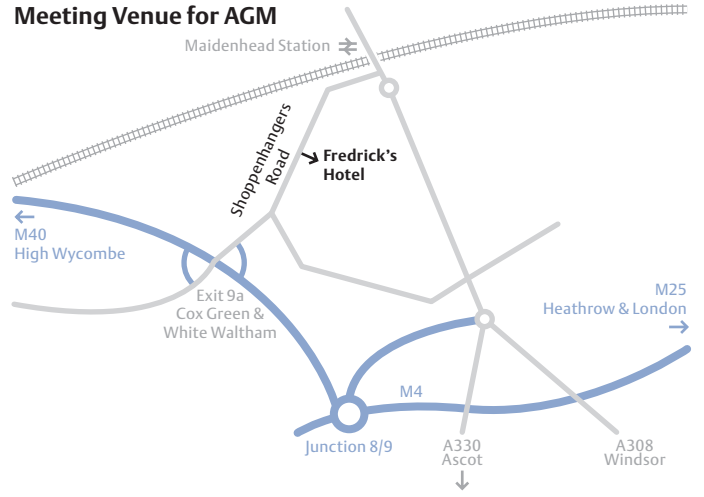 Meeting Venue for AGM
Maidenhead Station
Shoppenhangers
Road
Fredrick's
Hotel
M40
High Wycombe
Exit 9a
Cox Green &
White Waltham
M25
Heathrow & London
M4
Junction 8/9
A330
Ascot
A308
Windsor